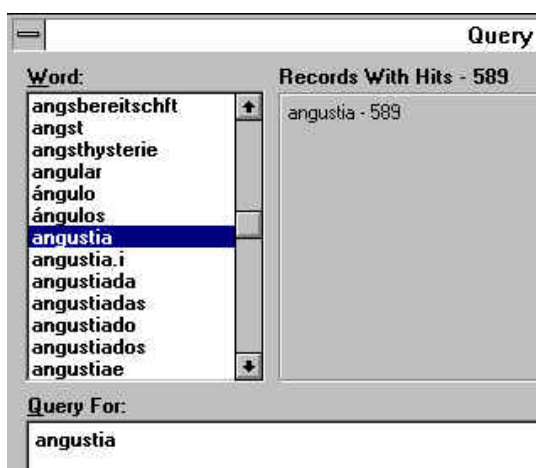 Query
Word:
angsbereitschft
angst
angsthysterie
angular
ángulo
ángulos
angustia
angustia.i
angustiada
angustiadas
angustiado
angustiados
angustiae
Records With Hits - 589
angustia - 589
Query For:
angustia